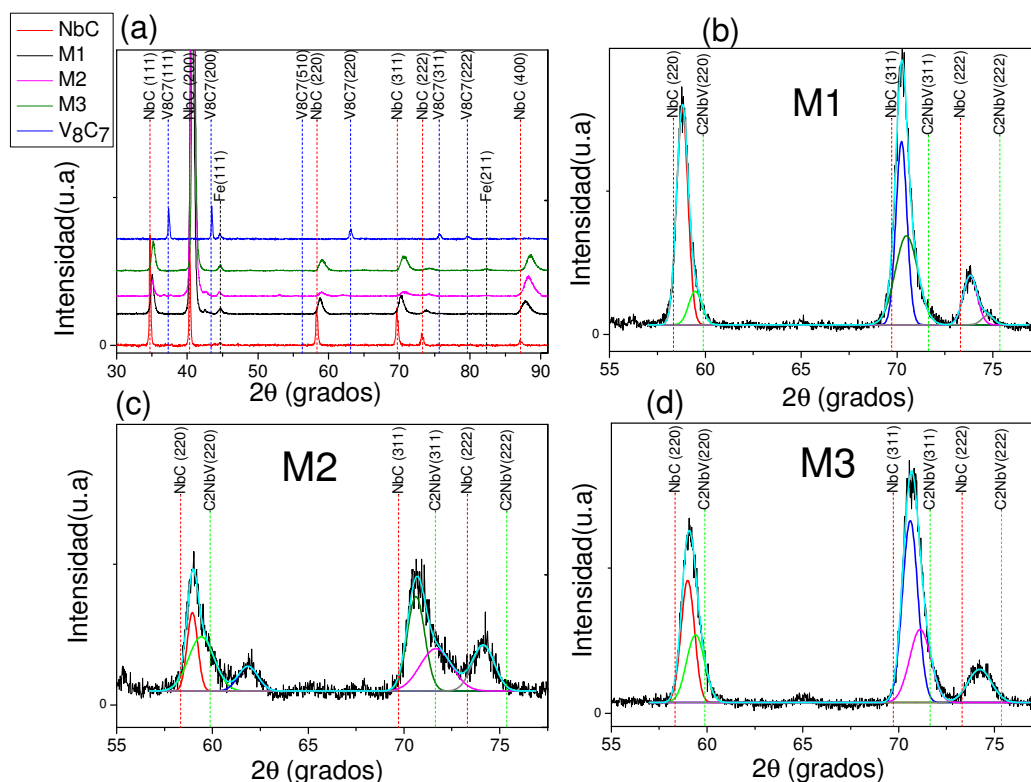 NbC
M1
M2
M3
V8C7
(a)
Intensidad(u.a)
0
NbC (111)
V8C7(111)
NbC (200)
V8C7(200)
Fe(111)
V8C7(510)
NbC (220)
V8C7(220)
NbC (311)
NbC (222)
V8C7(311)
V8C7(222)
Fe(211)
NbC (400)
30 40 50 60 70 80 90
2θ (grados)
(b)
M1
Intensidad(u.a)
0
NbC (220)
C2NbV(220)
NbC (311)
C2NbV(311)
NbC (222)
C2NbV(222)
55 60 65 70 75
2θ (grados)
(c)
M2
Intensidad(u.a)
0
NbC (220)
C2NbV(220)
NbC (311)
C2NbV(311)
NbC (222)
C2NbV(222)
55 60 65 70 75
2θ (grados)
(d)
M3
Intensidad(u.a)
0
NbC (220)
C2NbV(220)
NbC (311)
C2NbV(311)
NbC (222)
C2NbV(222)
55 60 65 70 75
2θ (grados)